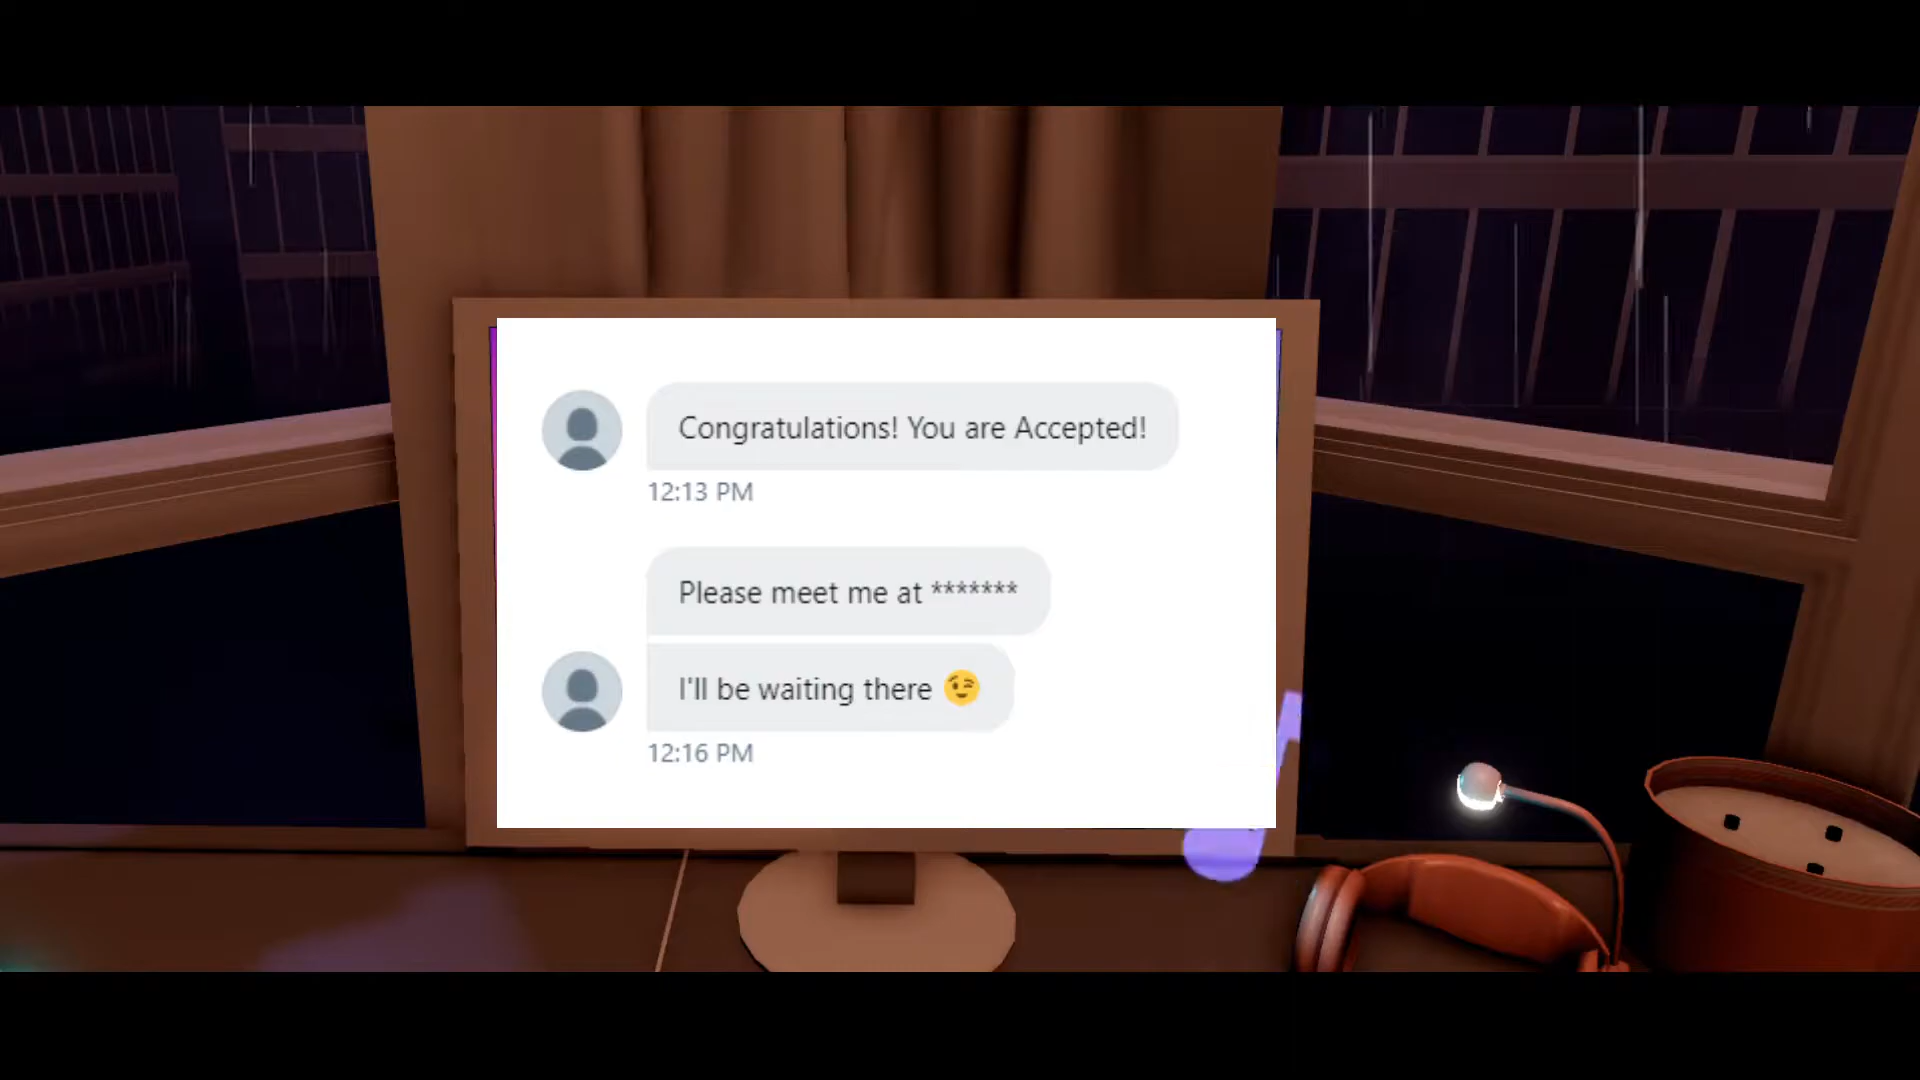 Congratulations! You are Accepted!
12:13 PM
Please meet me at *******
I'll be waiting there 😉
12:16 PM